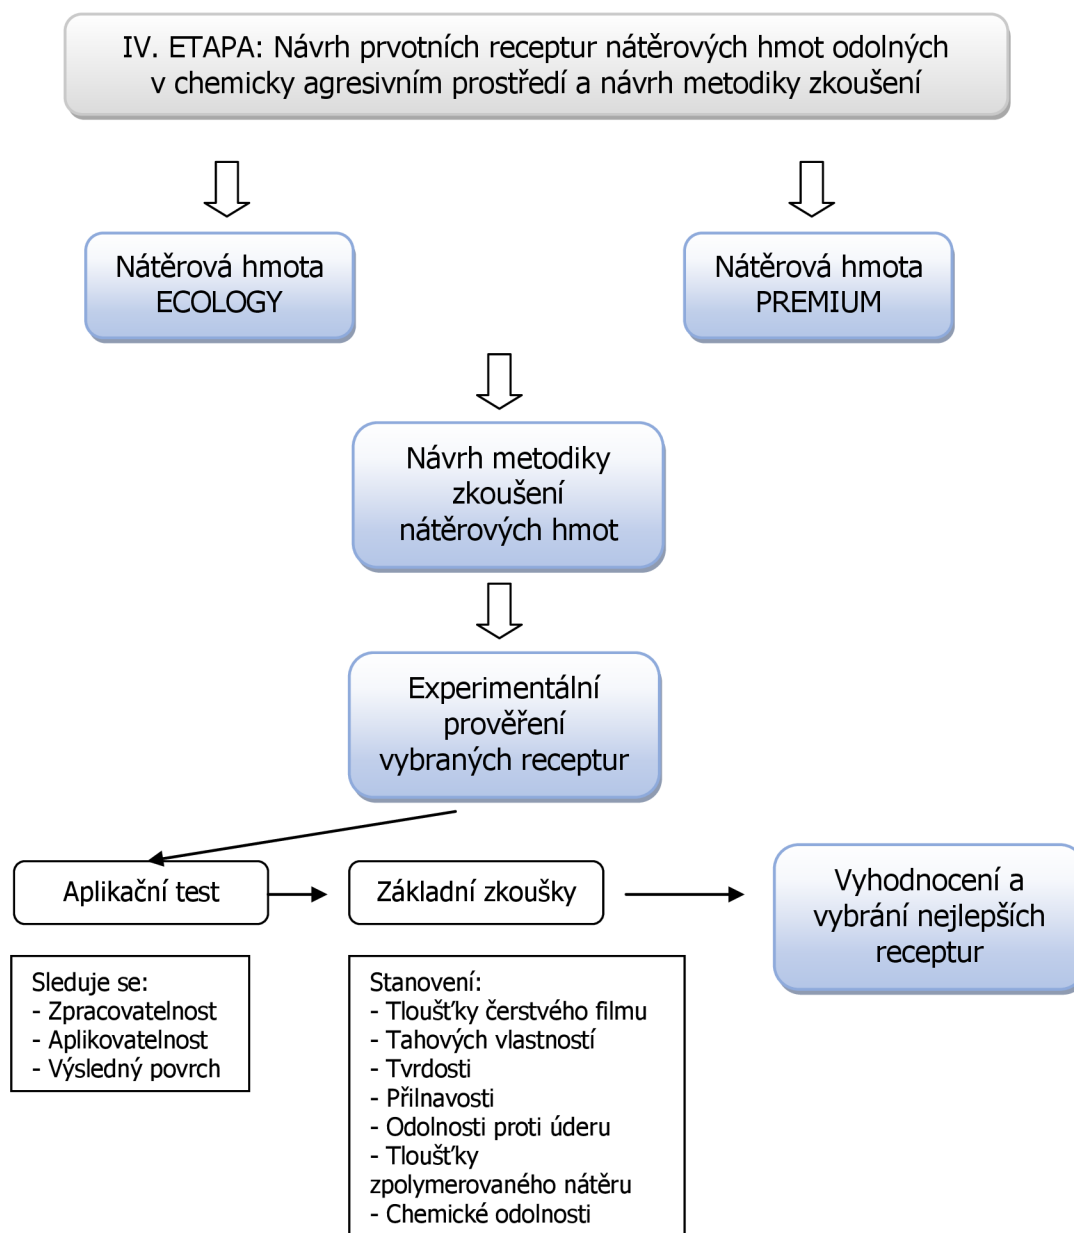 IV. ETAPA: Návrh prvotních receptur nátěrových hmot odolných
v chemicky agresivním prostředí a návrh metodiky zkoušení
Nátěrová hmota
ECOLOGY
Nátěrová hmota
PREMIUM
Návrh metodiky
zkoušení
nátěrových hmot
Experimentální
prověření
vybraných receptur
Aplikační test
Základní zkoušky
Vyhodnocení a
vybrání nejlepších
receptur
Sleduje se:
- Zpracovatelnost
- Aplikovatelnost
- Výsledný povrch
Stanovení:
- Tloušťky čerstvého filmu
- Tahových vlastností
- Tvrdosti
- Přilnavosti
- Odolnosti proti úderu
- Tloušťky
zpolymerovaného nátěru
- Chemické odolnosti